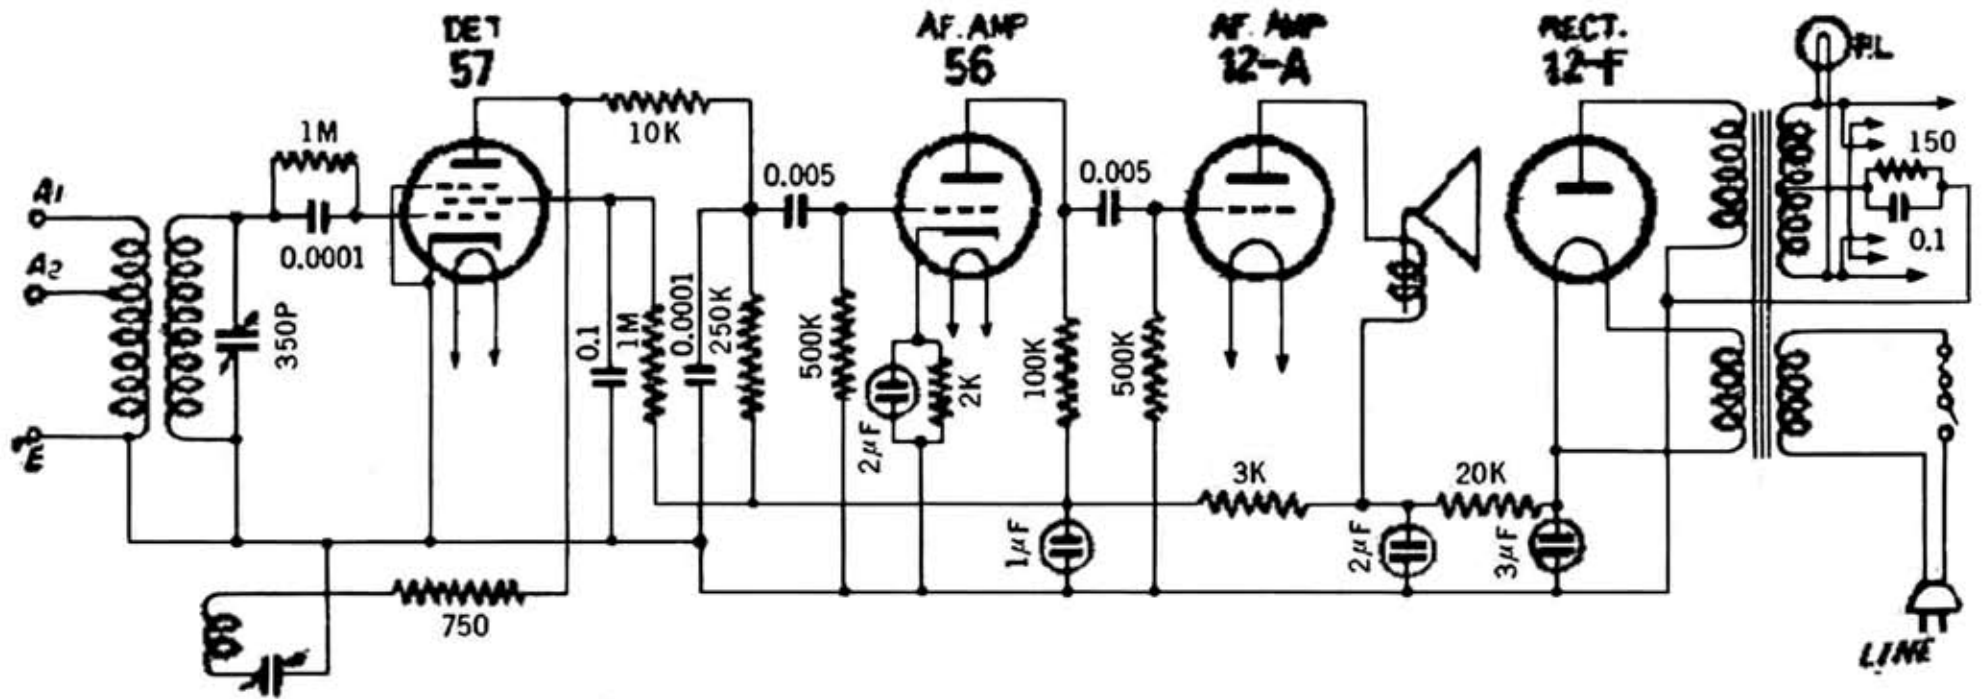 DET
57
AF. AMP
56
AF. AMP
12-A
RECT.
12-F
P.L
1M
10K
150
0.005
0.005
A1
0.0001
0.1
A2
350P
0.1
1M
0.0001
250K
500K
2μF
2K
100K
500K
E
3K
20K
1μF
2μF
3μF
750
LINE